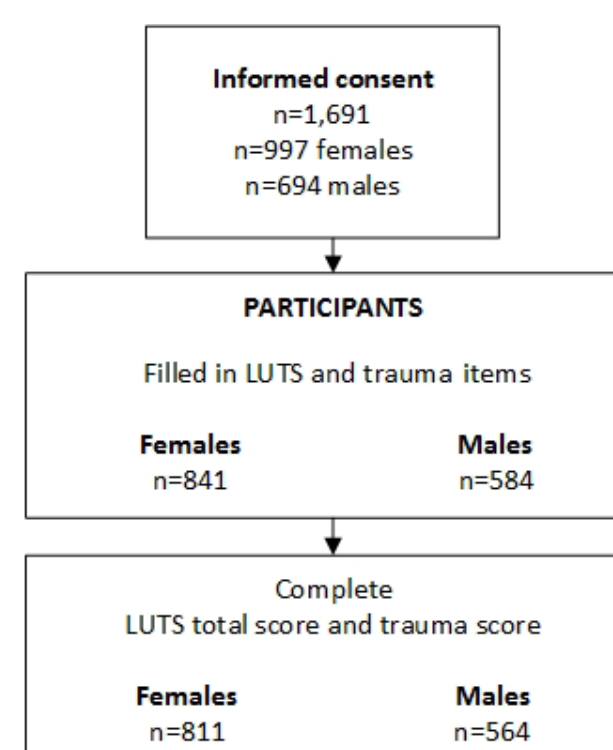 Informed consent
n=1,691
n=997 females
n=694 males
PARTICIPANTS
Filled in LUTS and trauma items
Females Males
n=841 n=584
Complete
LUTS total score and trauma score
Females Males
n=811 n=564